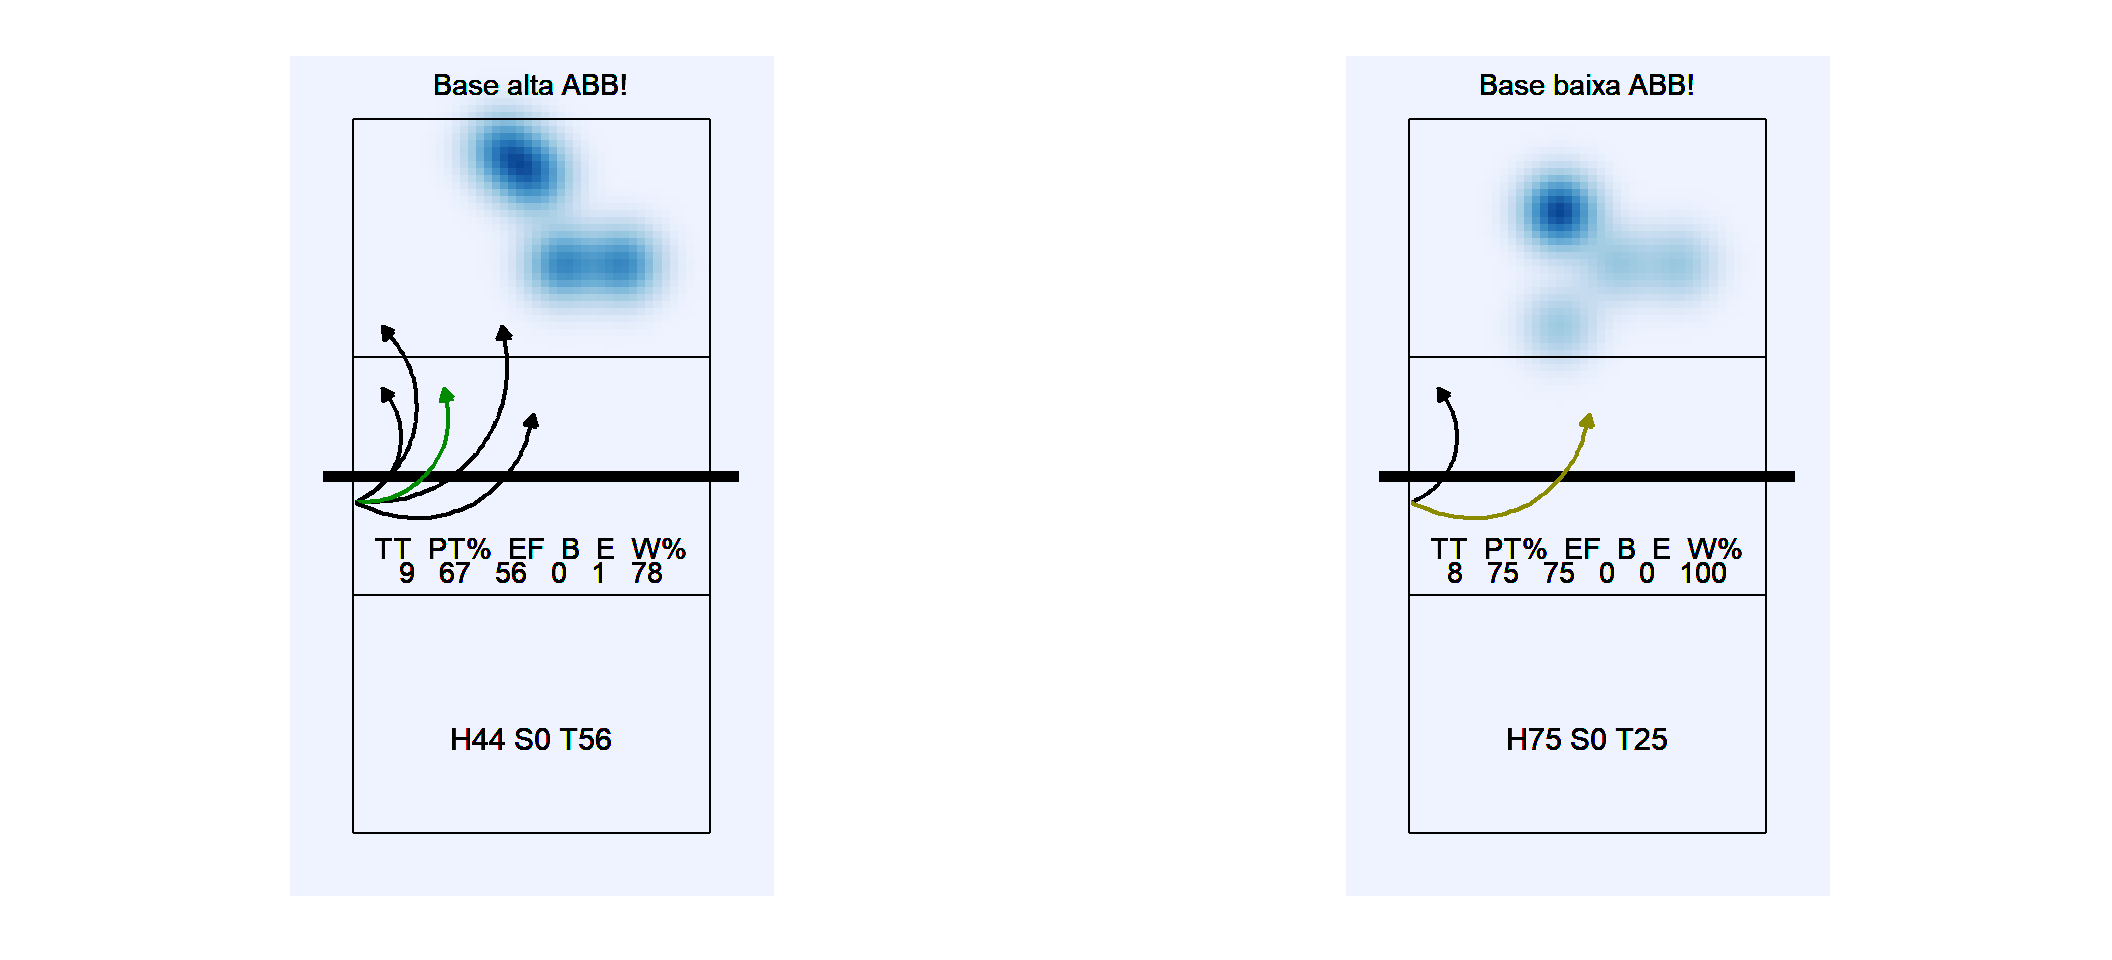 Base alta ABB!
TT PT% EF B E W%
9 67 56 0 1 78
H44 S0 T56
Base baixa ABB!
TT PT% EF B E W%
8 75 75 0 0 100
H75 S0 T25